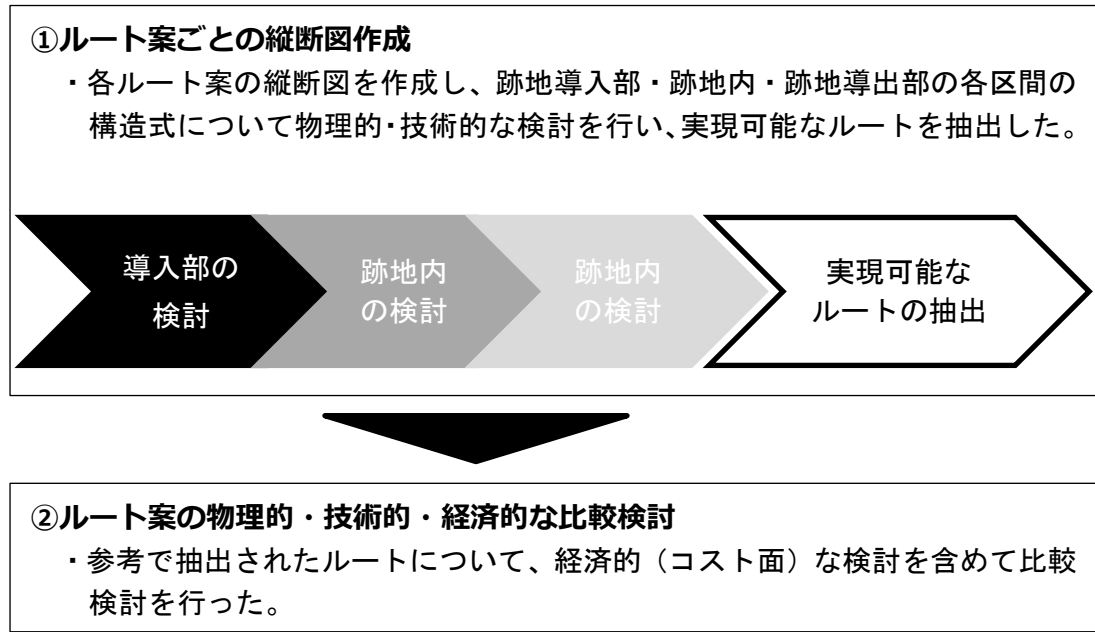 ①ルート案ごとの縦断図作成
・各ルート案の縦断図を作成し、跡地導入部・跡地内・跡地導出部の各区間の
構造式について物理的・技術的な検討を行い、実現可能なルートを抽出した。
導入部の
検討
跡地内
の検討
跡地内
の検討
実現可能な
ルートの抽出
②ルート案の物理的・技術的・経済的な比較検討
・参考で抽出されたルートについて、経済的（コスト面）な検討を含めて比較
検討を行った。